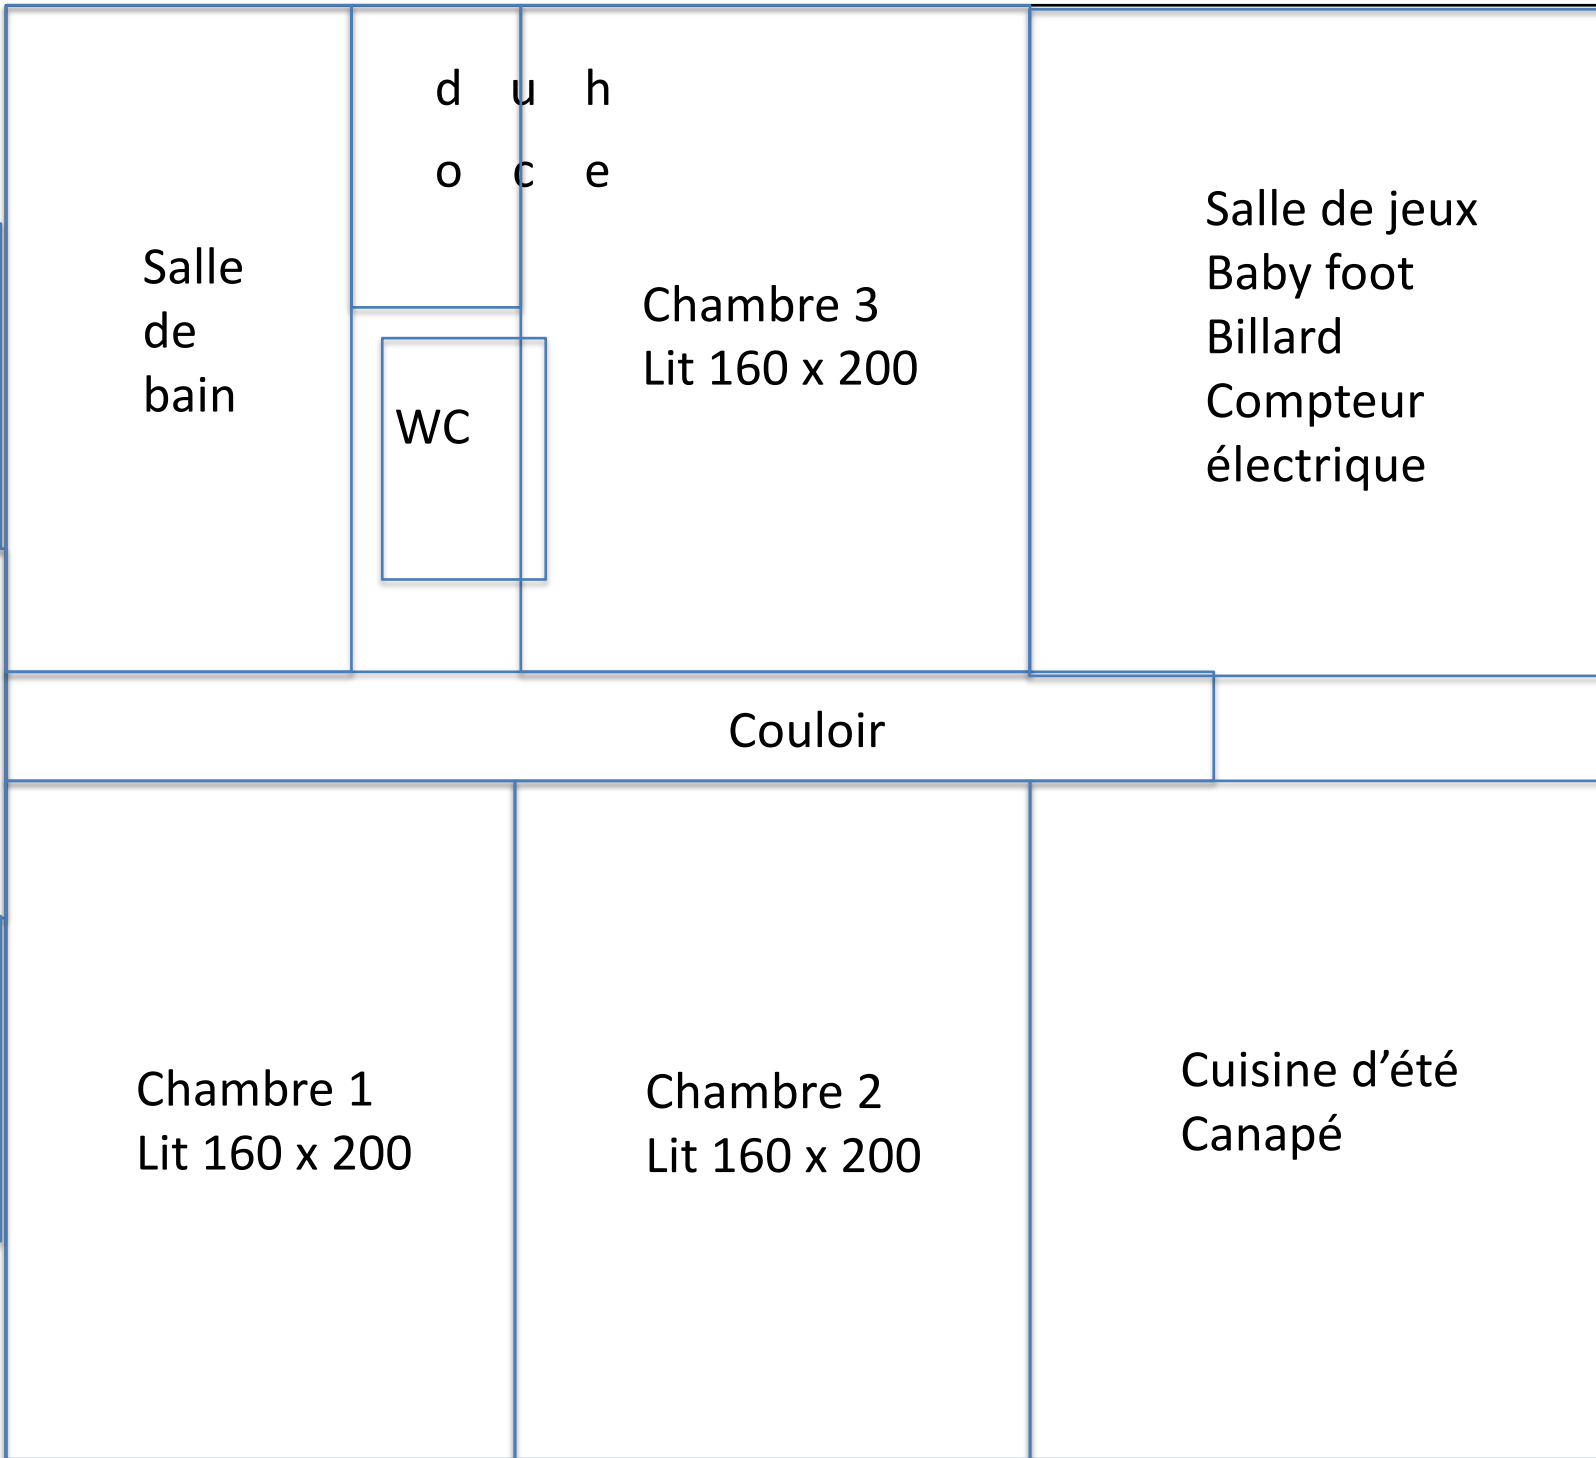 d u h
o c e
Salle
de
bain
WC
Chambre 3
Lit 160 x 200
Salle de jeux
Baby foot
Billard
Compteur
électrique
Couloir
Chambre 1
Lit 160 x 200
Chambre 2
Lit 160 x 200
Cuisine d’été
Canapé